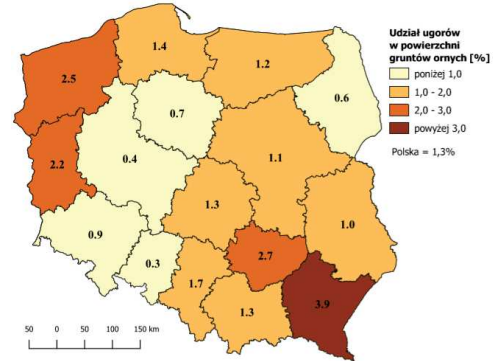 Udział ugorów
w powierzchni
gruntów ornych [%]
poniżej 1,0
1,0 - 2,0
2,0 - 3,0
powyżej 3,0
Polska = 1,3%
1.4
1.2
2.5
0.6
0.7
2.2
0.4
1.1
1.3
1.0
0.9
2.7
0.3
1.7
3.9
1.3
50 0 50 100 150 km